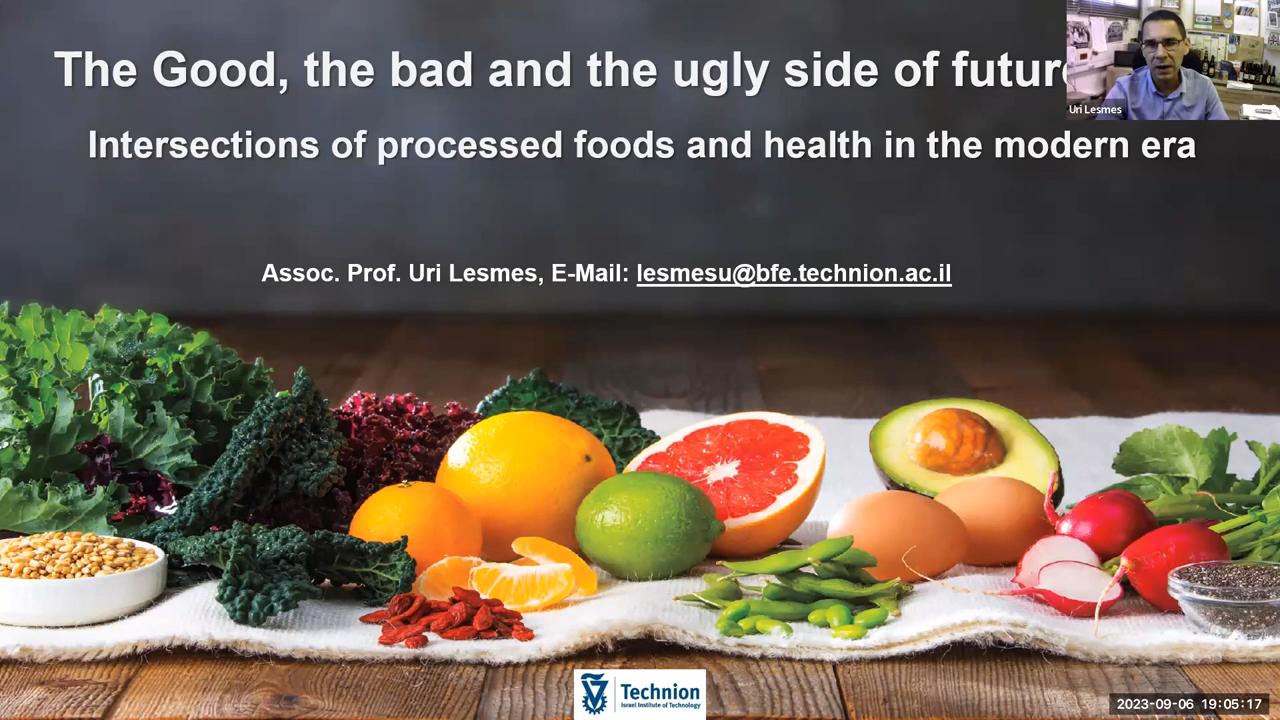 The Good, the bad and the ugly side of future
Intersections of processed foods and health in the modern era
Uri Lesmes
Assoc. Prof. Uri Lesmes, E-Mail: lesmesu@bfe.technion.ac.il
Technion
Israel Institute of Technology
2023-09-06 19:05:17